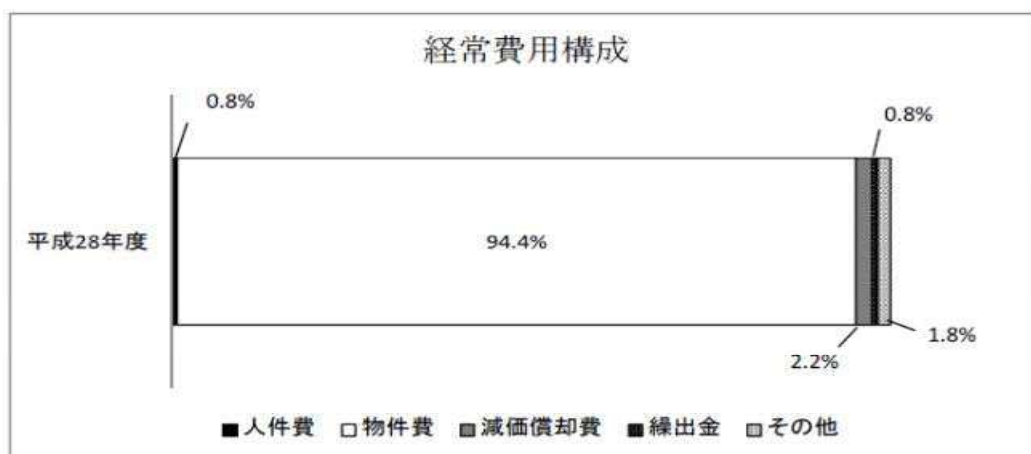 経常費用構成
0.8%
0.8%
平成28年度
94.4%
2.2%
1.8%
■人件費 □物件費 ■減価償却費 ■繰出金 ■その他